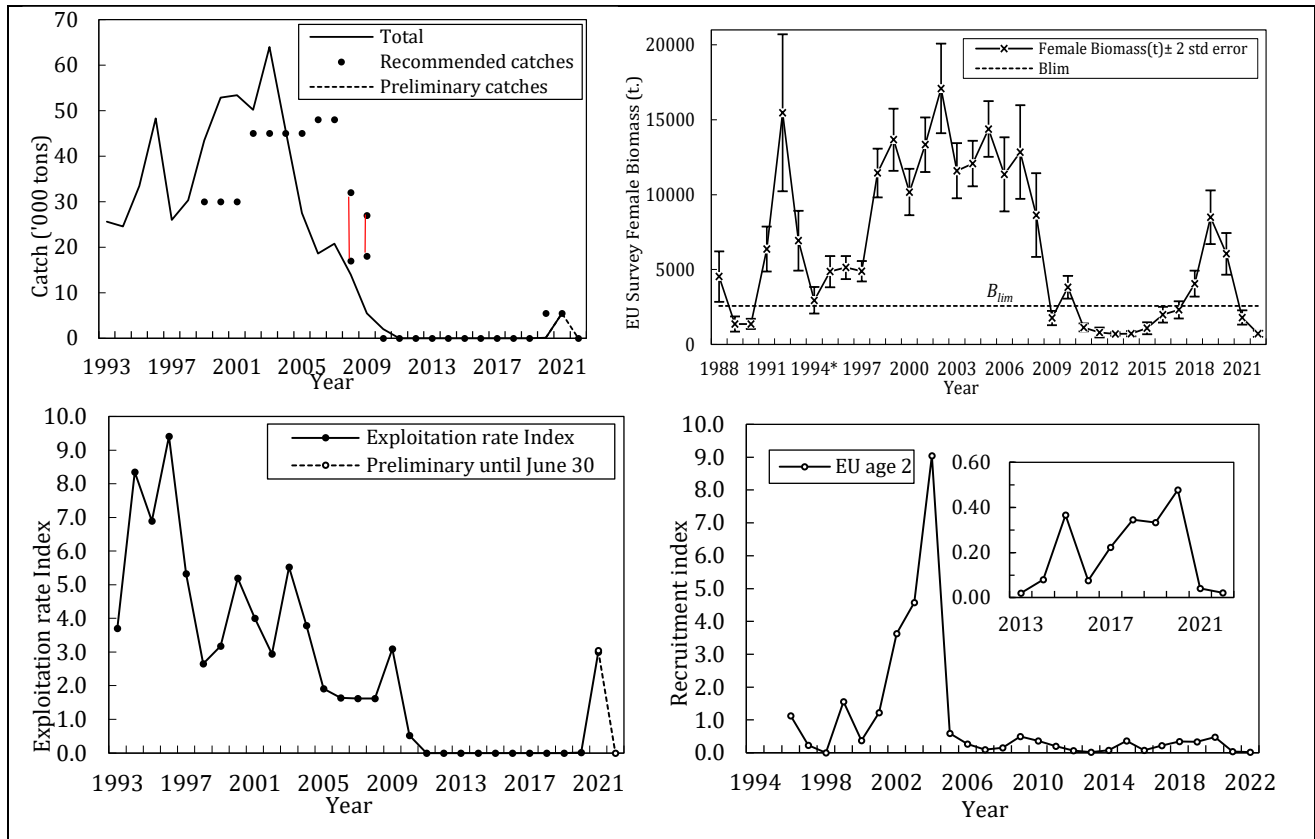 70
60
50
40
30
20
10
0
Catch ('000 tons)
Total
Recommended catches
Preliminary catches
1993 1997 2001 2005 2009 2013 2017 2021
Year
20000
15000
10000
5000
0
EU Survey Female Biomass (t.)
Female Biomass(t)± 2 std error
Blim
Blim
1988 1991 1994* 1997 2000 2003 2006 2009 2012 2015 2018 2021
Year
10.0
9.0
8.0
7.0
6.0
5.0
4.0
3.0
2.0
1.0
0.0
Exploitation rate Index
Exploitation rate Index
Preliminary until June 30
1993 1997 2001 2005 2009 2013 2017 2021
Year
10.0
9.0
8.0
7.0
6.0
5.0
4.0
3.0
2.0
1.0
0.0
Recruitment index
EU age 2
0.60
0.40
0.20
0.00
2013 2017 2021
1994 1998 2002 2006 2010 2014 2018 2022
Year